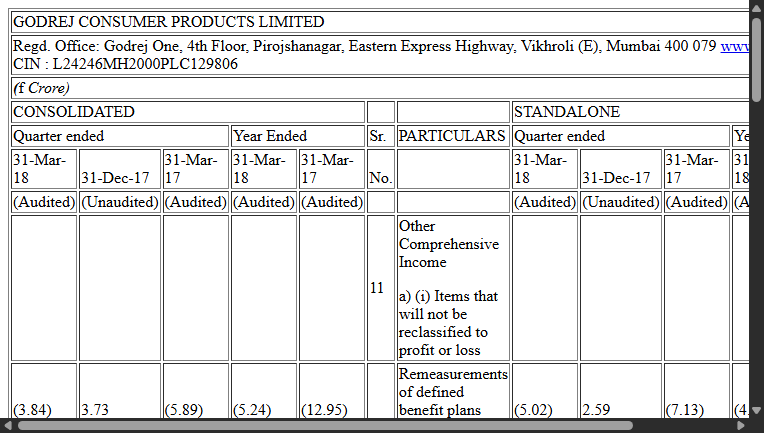 GODREJ CONSUMER PRODUCTS LIMITED
Regd. Office: Godrej One, 4th Floor, Pirojshanagar, Eastern Express Highway, Vikhroli (E), Mumbai 400 079 www
CIN : L24246MH2000PLC129806
(f Crore)
CONSOLIDATED STANDALONE
Quarter ended Year Ended Sr. PARTICULARS Quarter ended Ye
31-Mar-18 31-Dec-17 31-Mar-17 31-Mar-18 31-Mar-17 No. 31-Mar-18 31-Dec-17 31-Mar-17 31 18
(Audited) (Unaudited) (Audited) (Audited) (Audited) (Audited) (Unaudited) (Audited) (A
11
Other
Comprehensive
Income
a) (i) Items that
will not be
reclassified to
profit or loss
Remeasurements
of defined
benefit plans
(3.84) 3.73 (5.89) (5.24) (12.95) (5.02) 2.59 (7.13) (4.